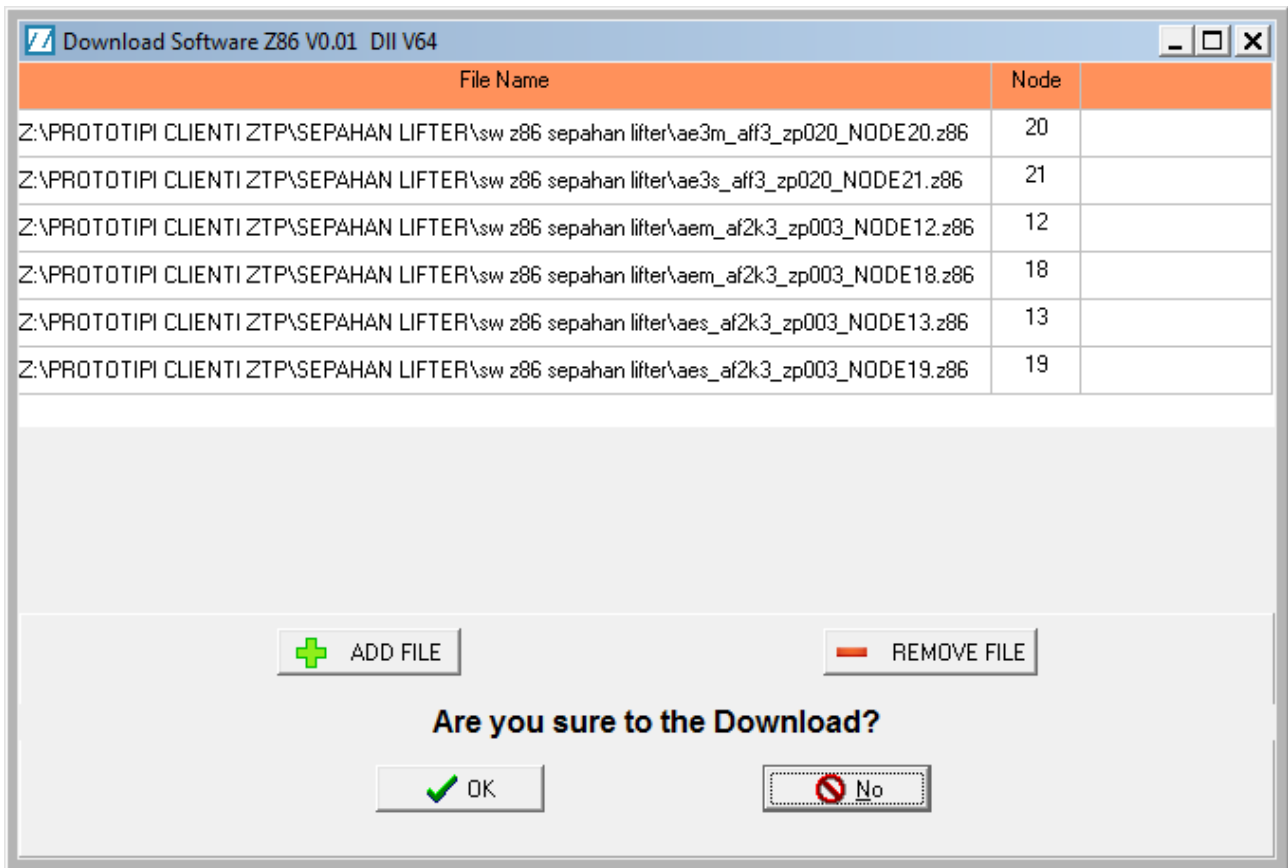 Download Software Z86 V0.01 Dll V64
File Name Node
Z:\PROTOTIPI CLIENTI ZTP\SEPAHAN LIFTER\sw z86 sepahan lifter\ae3m_aff3_zp020_NODE20.z86 20
Z:\PROTOTIPI CLIENTI ZTP\SEPAHAN LIFTER\sw z86 sepahan lifter\ae3s_aff3_zp020_NODE21.z86 21
Z:\PROTOTIPI CLIENTI ZTP\SEPAHAN LIFTER\sw z86 sepahan lifter\aem_af2k3_zp003_NODE12.z86 12
Z:\PROTOTIPI CLIENTI ZTP\SEPAHAN LIFTER\sw z86 sepahan lifter\aem_af2k3_zp003_NODE18.z86 18
Z:\PROTOTIPI CLIENTI ZTP\SEPAHAN LIFTER\sw z86 sepahan lifter\aes_af2k3_zp003_NODE13.z86 13
Z:\PROTOTIPI CLIENTI ZTP\SEPAHAN LIFTER\sw z86 sepahan lifter\aes_af2k3_zp003_NODE19.z86 19
ADD FILE REMOVE FILE
Are you sure to the Download?
OK No